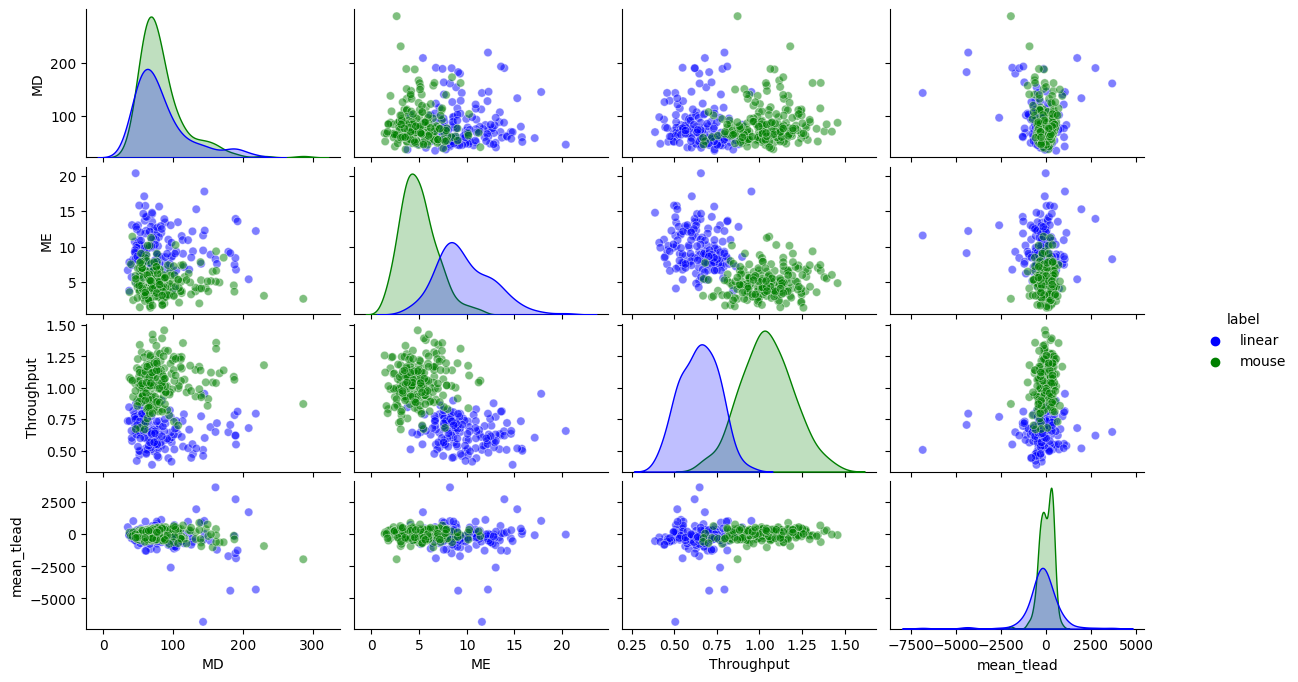 MD
200
100
ME
20
15
10
5
Throughput
1.50
1.25
1.00
0.75
0.50
label
linear
mouse
mean_tlead
2500
0
−2500
−5000
0 100 200 300
0 5 10 15 20
0.25 0.50 0.75 1.00 1.25 1.50
−7500 −5000 −2500 0 2500 5000
MD ME Throughput mean_tlead